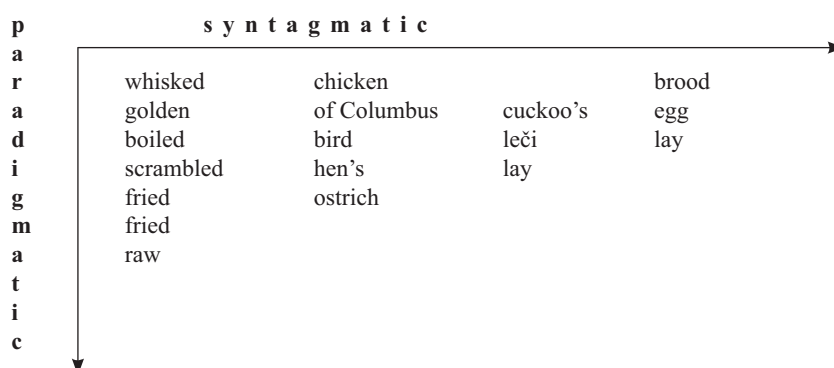 s y n t a g m a t i c
p
a
r
a
d
i
g
m
a
t
i
c
whisked chicken brood
golden of Columbus cuckoo's egg
boiled bird leči lay
scrambled hen's lay
fried ostrich
fried
raw